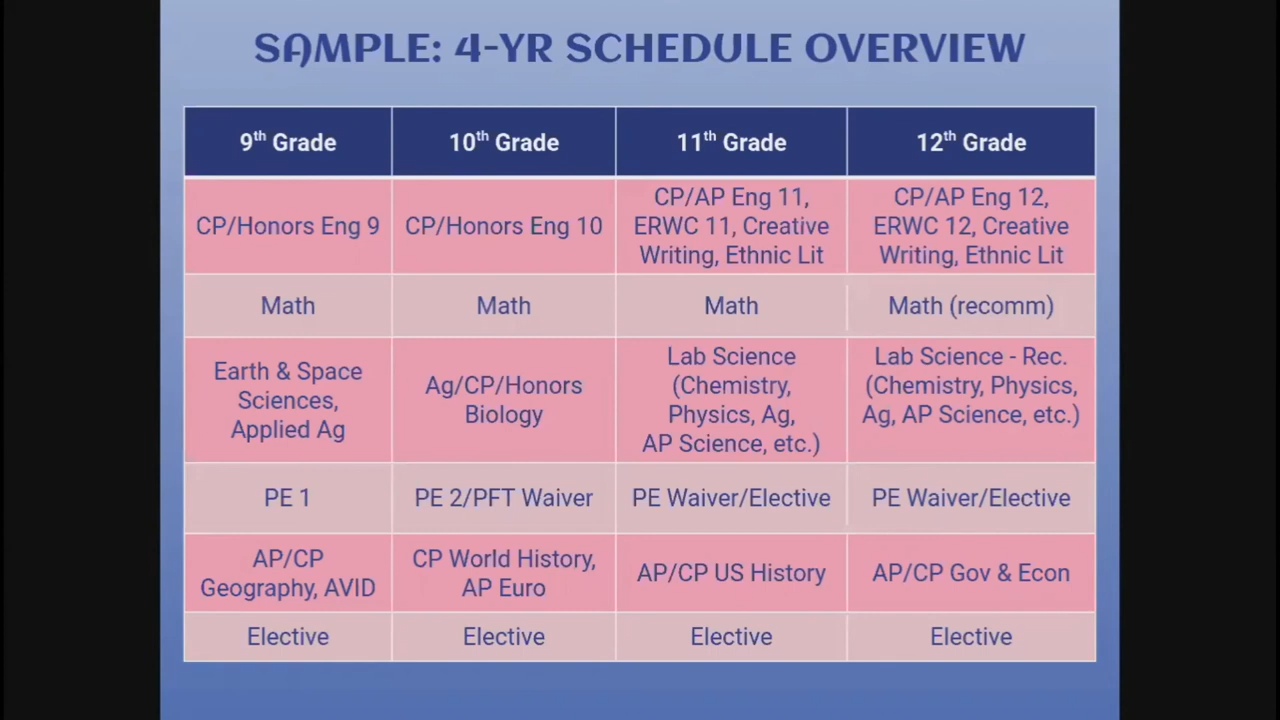 SAMPLE: 4-YR SCHEDULE OVERVIEW
9th Grade
10th Grade
11th Grade
12th Grade
CP/Honors Eng 9
CP/Honors Eng 10
CP/AP Eng 11,
ERWC 11, Creative
Writing, Ethnic Lit
CP/AP Eng 12,
ERWC 12, Creative
Writing, Ethnic Lit
Math
Math
Math
Math (recomm)
Earth & Space
Sciences,
Applied Ag
Ag/CP/Honors
Biology
Lab Science
(Chemistry,
Physics, Ag,
AP Science, etc.)
Lab Science - Rec.
(Chemistry, Physics,
Ag, AP Science, etc.)
PE 1
PE 2/PFT Waiver
PE Waiver/Elective
PE Waiver/Elective
AP/CP
Geography, AVID
CP World History,
AP Euro
AP/CP US History
AP/CP Gov & Econ
Elective
Elective
Elective
Elective